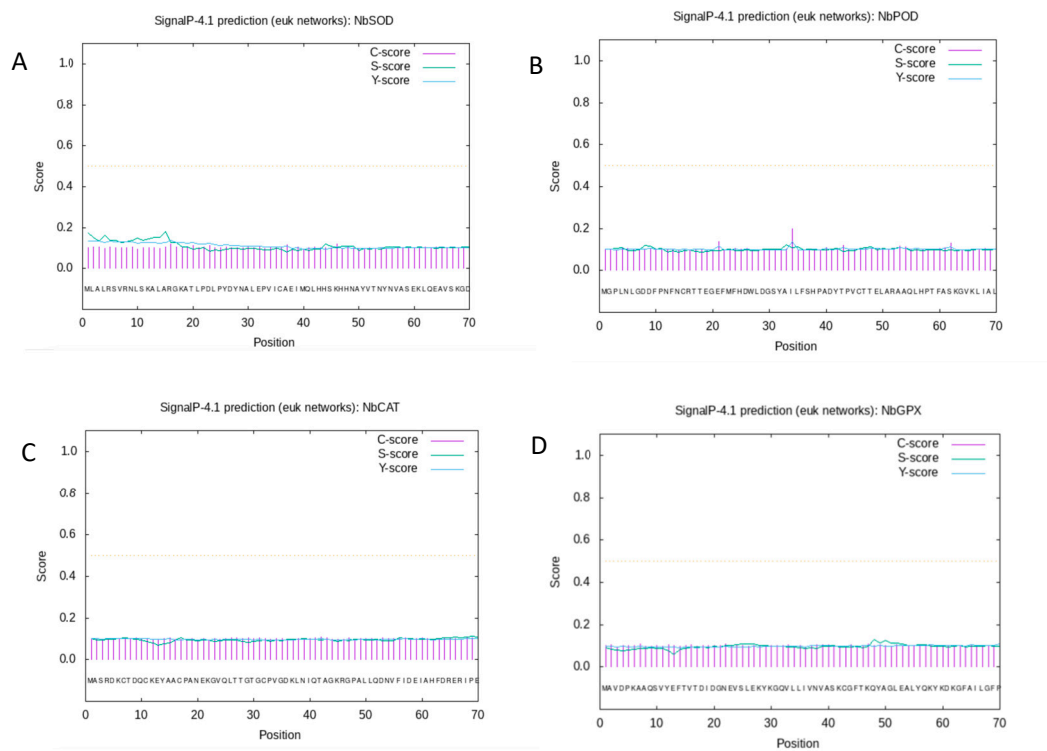 A
SignalP-4.1 prediction (euk networks): NbSOD
C-score
S-score
Y-score
1.0
0.8
0.6
0.4
0.2
0.0
Score
MLALRSVRNLSKALARGKATLPDLPYDYNALEPVICAEIMQLHHSKHHNAYVTNYNVASEKLQEAVSKGD
0 10 20 30 40 50 60 70
Position
B
SignalP-4.1 prediction (euk networks): NbPOD
C-score
S-score
Y-score
1.0
0.8
0.6
0.4
0.2
0.0
Score
MGPLNLGDDFPNFNCRTTEGEFMFHDWLDGSYAILFSHPADYTPVCTTELARAAQLHPTFASKGVKLIAL
0 10 20 30 40 50 60 70
Position
C
SignalP-4.1 prediction (euk networks): NbCAT
C-score
S-score
Y-score
1.0
0.8
0.6
0.4
0.2
0.0
Score
MASRDKCTDQCKEYAACPANEKGVQLTTGTGCPVGDKLNIQTAGKRGPALLQDNVFIDEIAHFDRERIPE
0 10 20 30 40 50 60 70
Position
D
SignalP-4.1 prediction (euk networks): NbGPX
C-score
S-score
Y-score
1.0
0.8
0.6
0.4
0.2
0.0
Score
MAVDPKAAQSVYEFTVTDIDGNEVSLEKYKGQVLLIVNVASKCGFTKQYAGLEALYQKYKDKGFAILGFP
0 10 20 30 40 50 60 70
Position